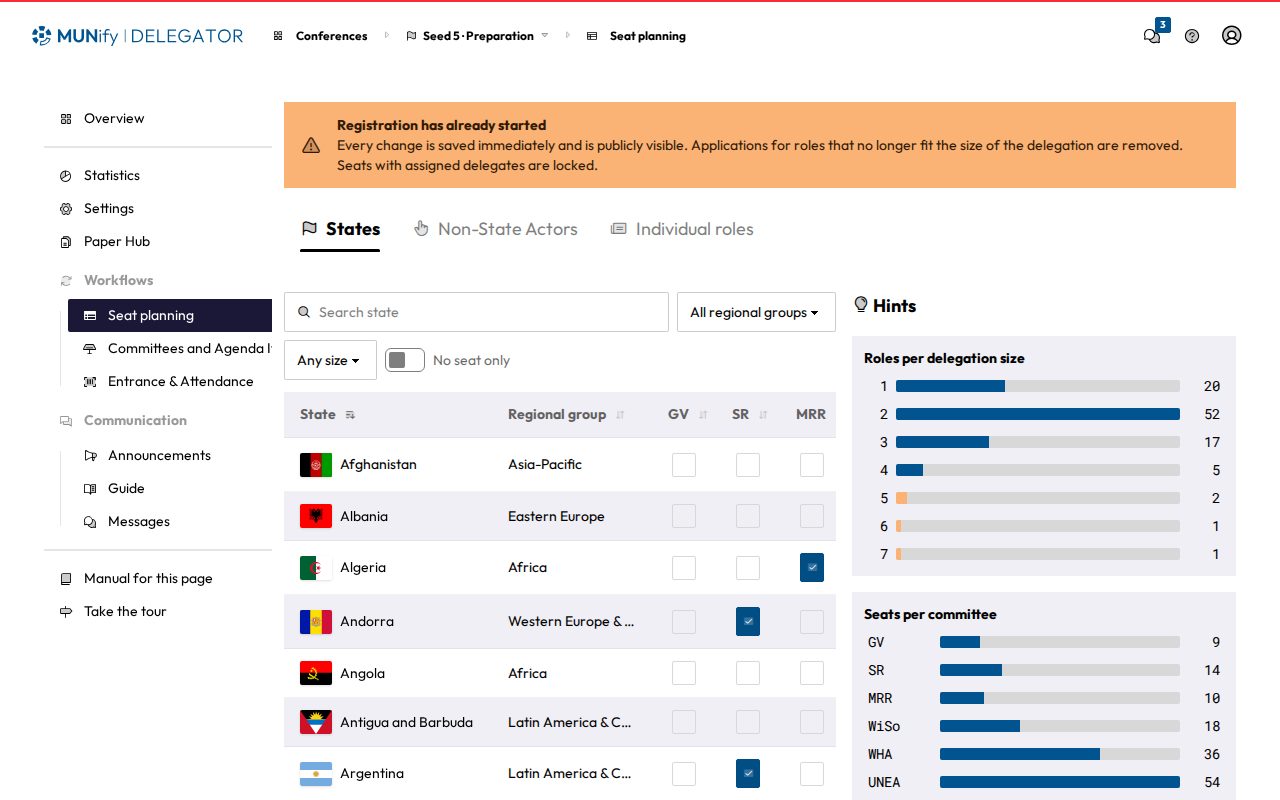 MUNify | DELEGATOR
Conferences
Seed 5 · Preparation
Seat planning
3
Overview
Statistics
Settings
Paper Hub
Workflows
Seat planning
Committees and Agenda I
Entrance & Attendance
Communication
Announcements
Guide
Messages
Manual for this page
Take the tour
Registration has already started
Every change is saved immediately and is publicly visible. Applications for roles that no longer fit the size of the delegation are removed.
Seats with assigned delegates are locked.
States
Non-State Actors
Individual roles
Search state
All regional groups
Any size
No seat only
State Regional group GV SR MRR
Afghanistan Asia-Pacific
Albania Eastern Europe
Algeria Africa
Andorra Western Europe & ...
Angola Africa
Antigua and Barbuda Latin America & C...
Argentina Latin America & C...
Hints
Roles per delegation size
1 20
2 52
3 17
4 5
5 2
6 1
7 1
Seats per committee
GV 9
SR 14
MRR 10
WiSo 18
WHA 36
UNEA 54